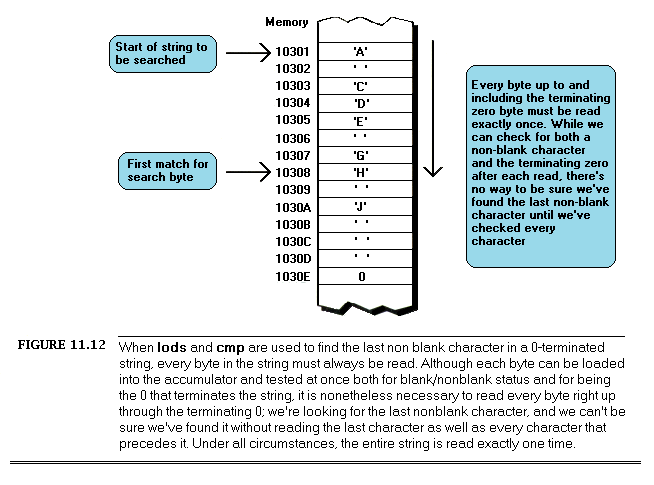 Memory
Start of string to
be searched
10301 'A'
10302 ' '
10303 'C'
10304 'D'
10305 'E'
10306 ' '
10307 'G'
10308 'H'
10309 ' '
1030A 'J'
1030B ' '
1030C ' '
1030D ' '
1030E 0
First match for
search byte
Every byte up to and
including the terminating
zero byte must be read
exactly once. While we
can check for both a
non-blank character
and the terminating zero
after each read, there's
no way to be sure we've
found the last non-blank
character until we've
checked every
character
FIGURE 11.12 When lods and cmp are used to find the last non blank character in a 0-terminated
string, every byte in the string must always be read. Although each byte can be loaded
into the accumulator and tested at once both for blank/nonblank status and for being
the 0 that terminates the string, it is nonetheless necessary to read every byte right up
through the terminating 0; we're looking for the last nonblank character, and we can't be
sure we've found it without reading the last character as well as every character that
precedes it. Under all circumstances, the entire string is read exactly one time.